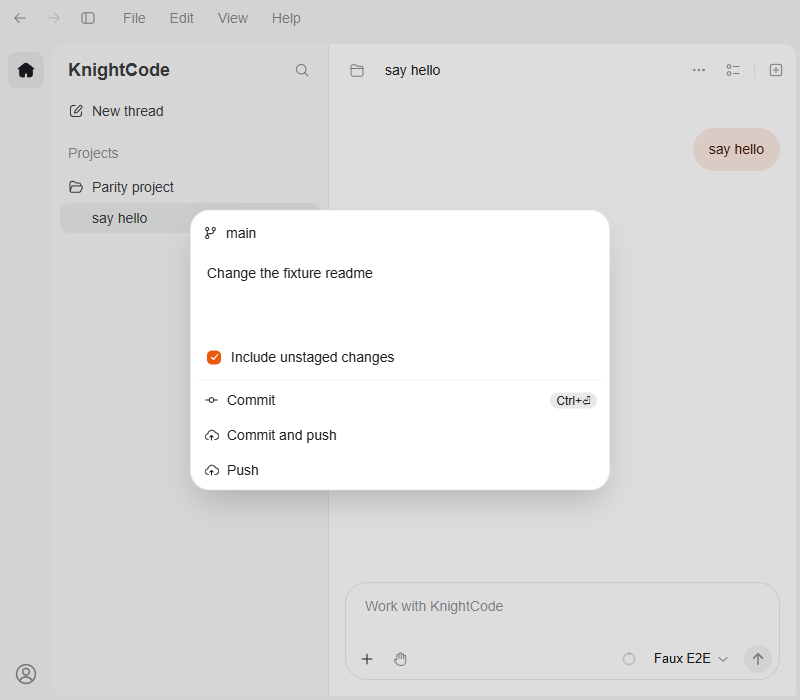 File Edit View Help
KnightCode
say hello
New thread
say hello
Projects
Parity project
say hello
main
Change the fixture readme
Include unstaged changes
Commit Ctrl+⏎
Commit and push
Push
Work with KnightCode
Faux E2E